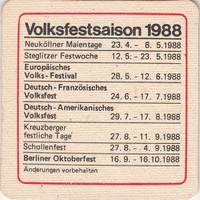 Volksfestsaison 1988
Neuköllner Maientage 23. 4. - 8. 5.1988
Steglitzer Festwoche 12. 5. - 23. 5.1988
Europäisches
Volks-Festival 28. 5. - 12. 6.1988
Deutsch-Französisches
Volksfest 24. 6. - 17. 7.1988
Deutsch-Amerikanisches
Volksfest 29. 7. - 17. 8.1988
Kreuzberger
festliche Tage 27. 8. - 11. 9.1988
Schollenfest 27. 8. - 4. 9.1988
Berliner Oktoberfest 16. 9. - 16.10.1988
Änderungen vorbehalten